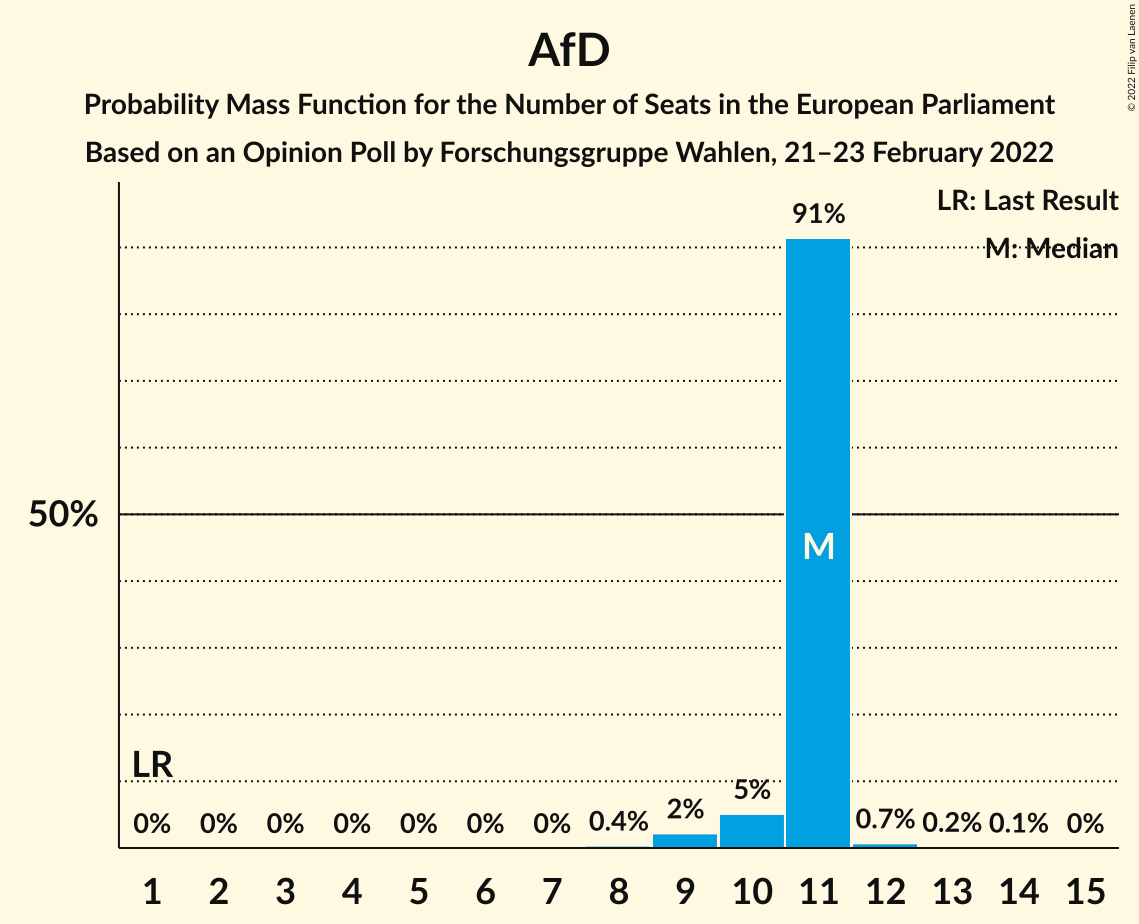 AfD
Probability Mass Function for the Number of Seats in the European Parliament
Based on an Opinion Poll by Forschungsgruppe Wahlen, 21–23 February 2022
© 2022 Filip van Laenen
LR: Last Result
M: Median
91%
50%
M
LR
0% 0% 0% 0% 0% 0% 0% 0.4% 2% 5% 0.7% 0.2% 0.1% 0%
1 2 3 4 5 6 7 8 9 10 11 12 13 14 15